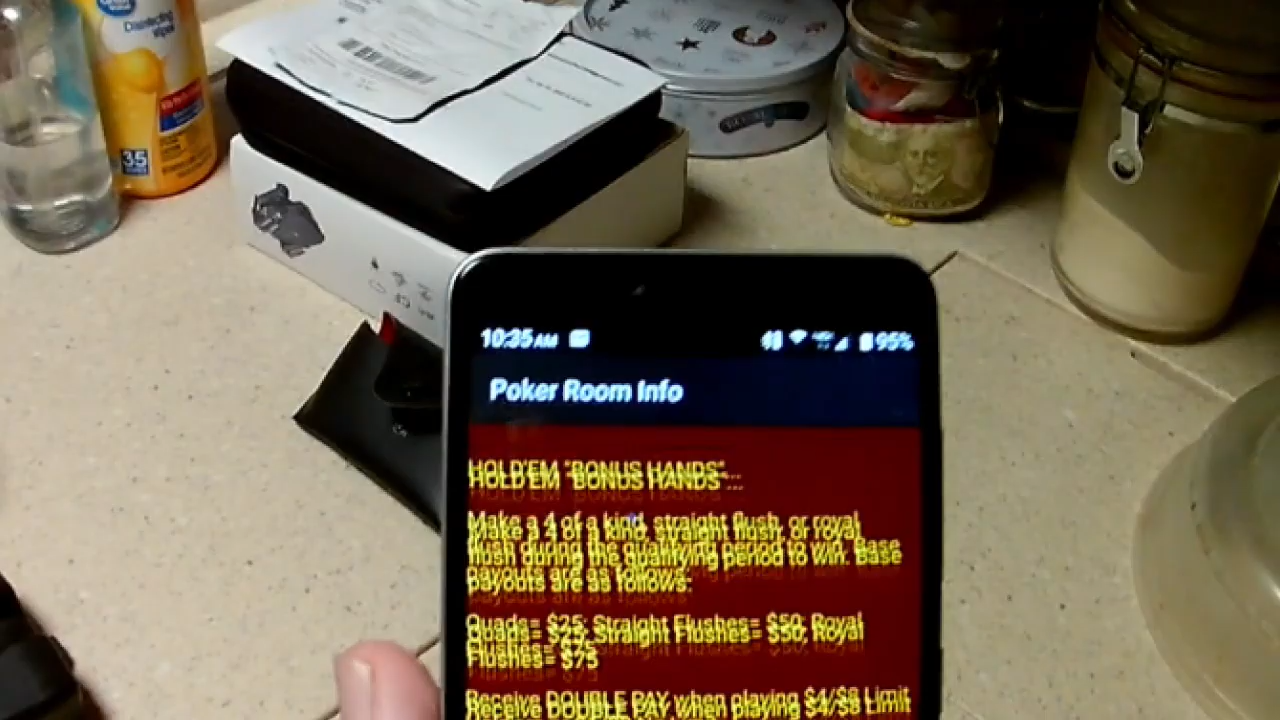 Disinfecting
35
10:35 AM
95%
Poker Room Info
HOLD'EM "BONUS HANDS"...
Make a 4 of a kind, straight flush, or royal
flush during the qualifying period to win. Base
payouts are as follows:
Quads= $25; Straight Flushes= $50; Royal
Flushes= $75
Receive DOUBLE PAY when playing $4/$8 Limit